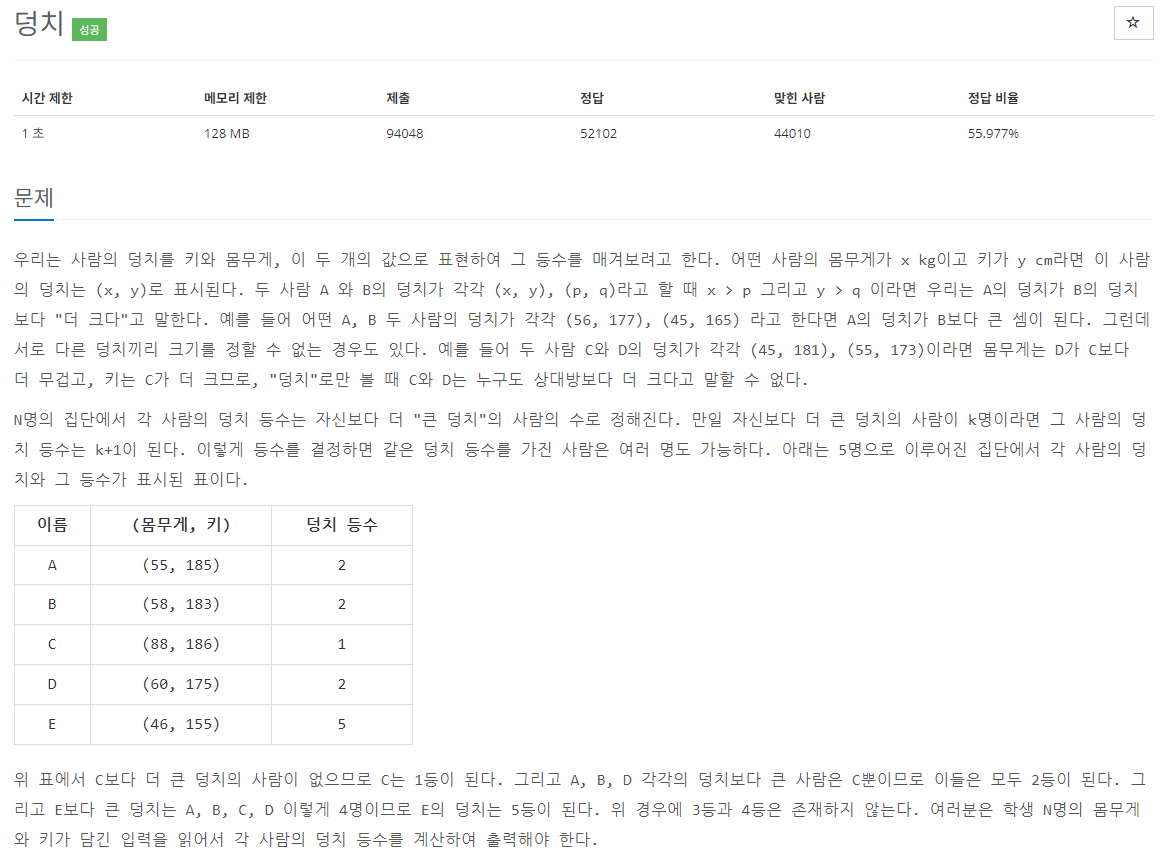 덩치 성공
☆
시간 제한 메모리 제한 제출 정답 맞힌 사람 정답 비율
1 초 128 MB 94048 52102 44010 55.977%
문제
우리는 사람의 덩치를 키와 몸무게, 이 두 개의 값으로 표현하여 그 등수를 매겨보려고 한다. 어떤 사람의 몸무게가 x kg이고 키가 y cm라면 이 사람
의 덩치는 (x, y)로 표시된다. 두 사람 A 와 B의 덩치가 각각 (x, y), (p, q)라고 할 때 x > p 그리고 y > q 이라면 우리는 A의 덩치가 B의 덩치
보다 "더 크다"고 말한다. 예를 들어 어떤 A, B 두 사람의 덩치가 각각 (56, 177), (45, 165) 라고 한다면 A의 덩치가 B보다 큰 셈이 된다. 그런데
서로 다른 덩치끼리 크기를 정할 수 없는 경우도 있다. 예를 들어 두 사람 C와 D의 덩치가 각각 (45, 181), (55, 173)이라면 몸무게는 D가 C보다
더 무겁고, 키는 C가 더 크므로, "덩치"로만 볼 때 C와 D는 누구도 상대방보다 더 크다고 말할 수 없다.
N명의 집단에서 각 사람의 덩치 등수는 자신보다 더 "큰 덩치"의 사람의 수로 정해진다. 만일 자신보다 더 큰 덩치의 사람이 k명이라면 그 사람의 덩
치 등수는 k+1이 된다. 이렇게 등수를 결정하면 같은 덩치 등수를 가진 사람은 여러 명도 가능하다. 아래는 5명으로 이루어진 집단에서 각 사람의 덩
치와 그 등수가 표시된 표이다.
이름 (몸무게, 키) 덩치 등수
A (55, 185) 2
B (58, 183) 2
C (88, 186) 1
D (60, 175) 2
E (46, 155) 5
위 표에서 C보다 더 큰 덩치의 사람이 없으므로 C는 1등이 된다. 그리고 A, B, D 각각의 덩치보다 큰 사람은 C뿐이므로 이들은 모두 2등이 된다. 그
리고 E보다 큰 덩치는 A, B, C, D 이렇게 4명이므로 E의 덩치는 5등이 된다. 위 경우에 3등과 4등은 존재하지 않는다. 여러분은 학생 N명의 몸무게
와 키가 담긴 입력을 읽어서 각 사람의 덩치 등수를 계산하여 출력해야 한다.